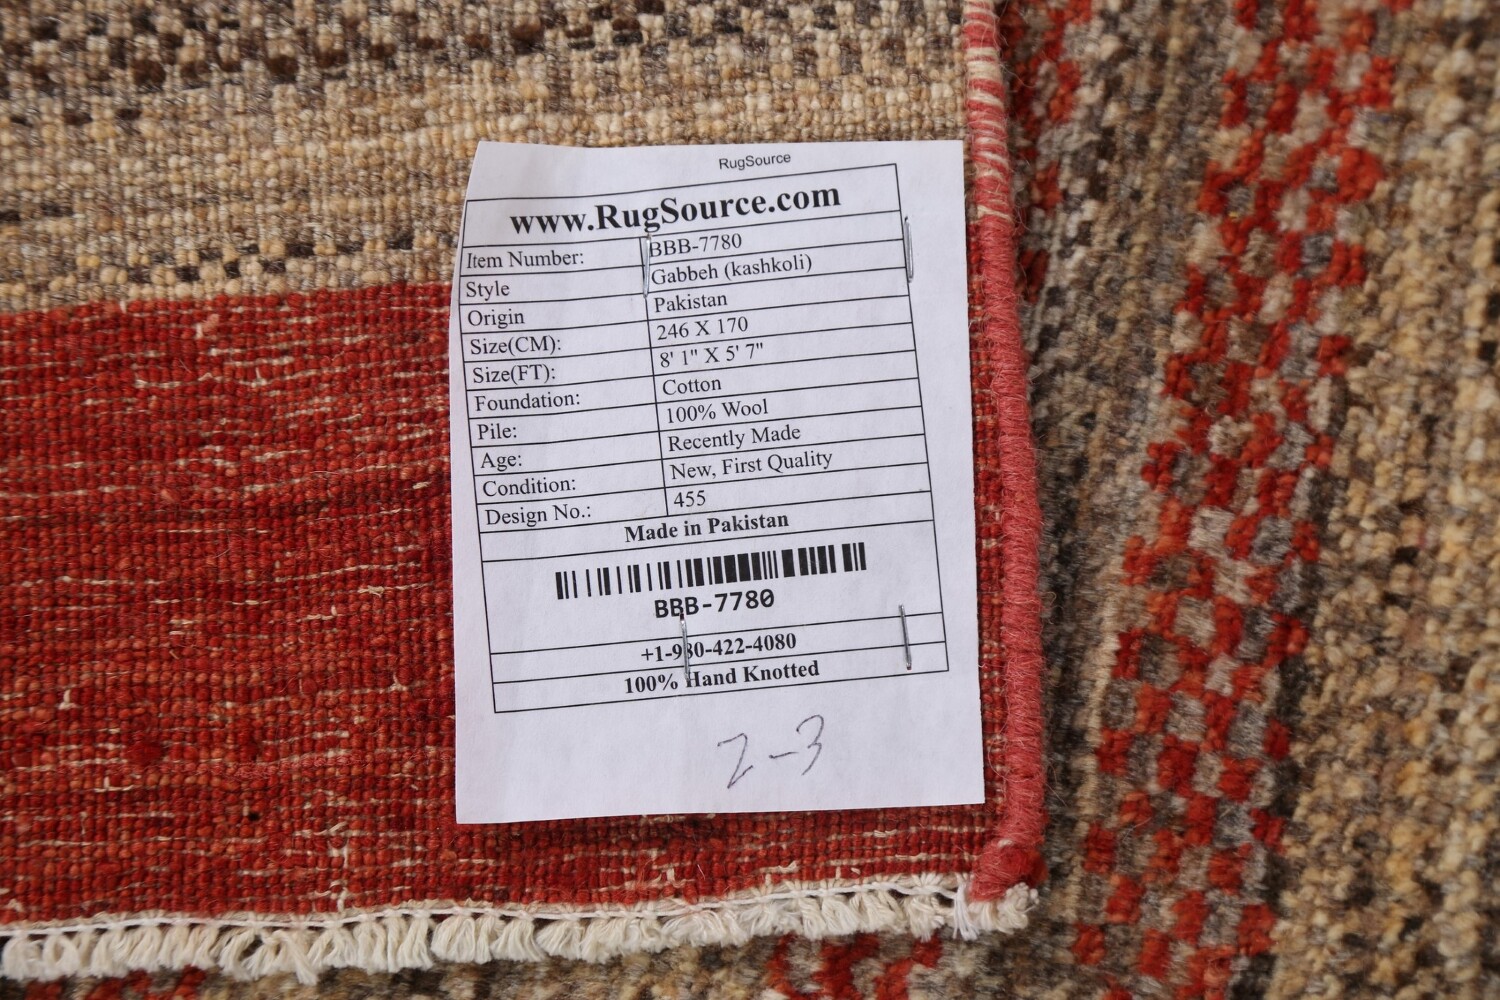 RugSource
www.RugSource.com
Item Number: BBB-7780
Style Gabbeh (kashkoli)
Origin Pakistan
Size(CM): 246 X 170
Size(FT): 8' 1" X 5' 7"
Foundation: Cotton
Pile: 100% Wool
Age: Recently Made
Condition: New, First Quality
Design No.: 455
Made in Pakistan
BBB-7780
+1-980-422-4080
100% Hand Knotted
2-3